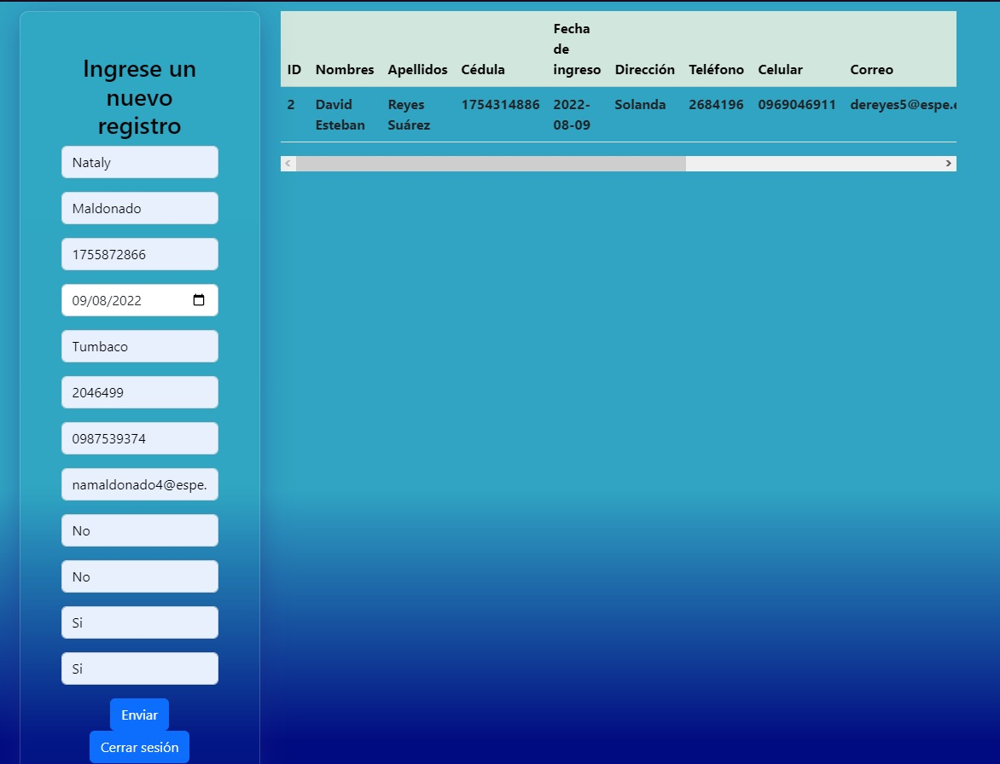 Ingrese un
nuevo
registro
Nataly
Maldonado
1755872866
09/08/2022
Tumbaco
2046499
0987539374
namaldonado4@espe.
No
No
Si
Si
Enviar
Cerrar sesión
ID Nombres Apellidos Cédula Fecha de ingreso Dirección Teléfono Celular Correo
2 David Reyes 1754314886 2022- Solanda 2684196 0969046911 dereyes5@espe.e
Esteban Suárez 08-09